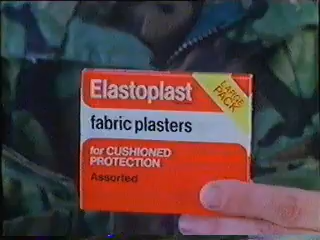 Elastoplast
LARGE
PACK
fabric plasters
for CUSHIONED
PROTECTION
Assorted